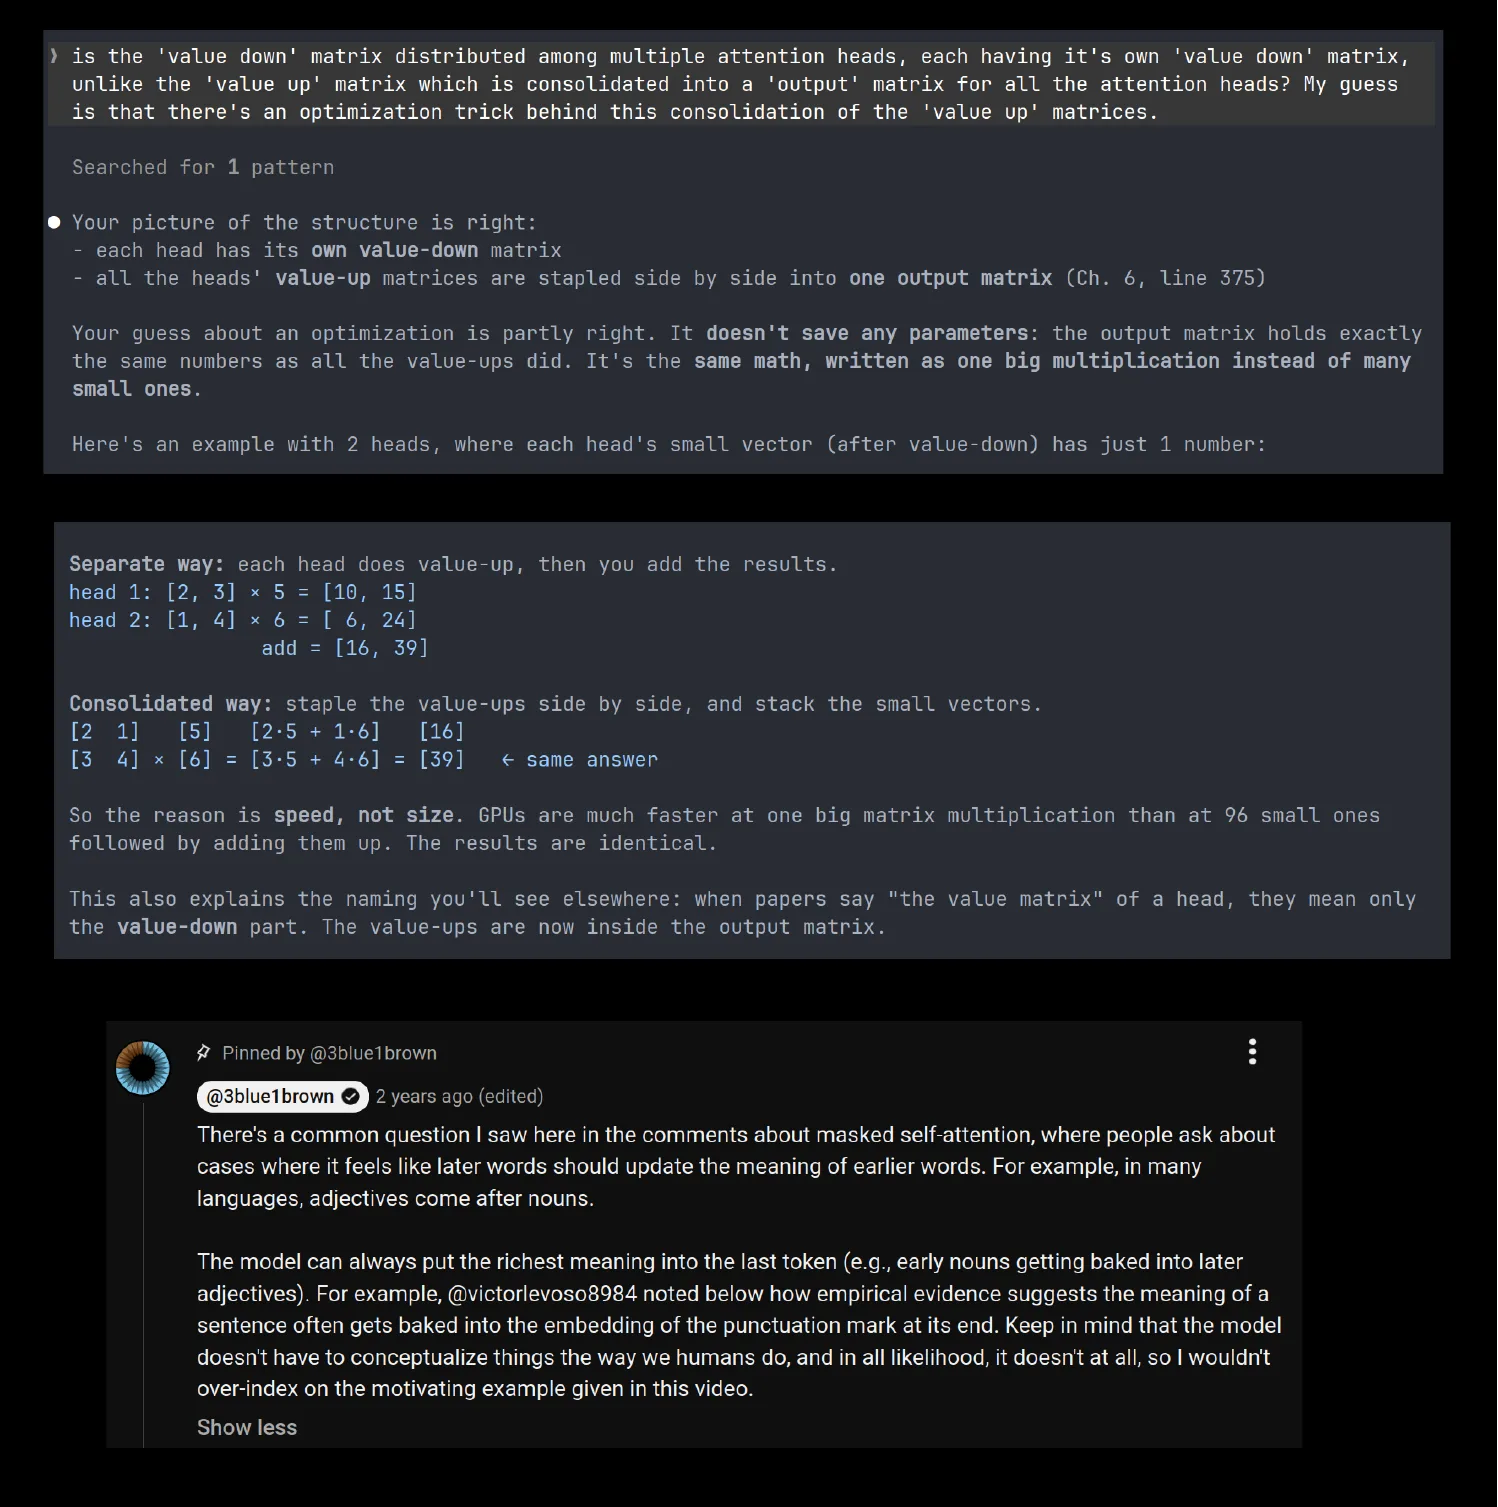 ❯ is the 'value down' matrix distributed among multiple attention heads, each having it's own 'value down' matrix,
unlike the 'value up' matrix which is consolidated into a 'output' matrix for all the attention heads? My guess
is that there's an optimization trick behind this consolidation of the 'value up' matrices.
Searched for 1 pattern
● Your picture of the structure is right:
- each head has its own value-down matrix
- all the heads' value-up matrices are stapled side by side into one output matrix (Ch. 6, line 375)
Your guess about an optimization is partly right. It doesn't save any parameters: the output matrix holds exactly
the same numbers as all the value-ups did. It's the same math, written as one big multiplication instead of many
small ones.
Here's an example with 2 heads, where each head's small vector (after value-down) has just 1 number:
Separate way: each head does value-up, then you add the results.
head 1: [2, 3] × 5 = [10, 15]
head 2: [1, 4] × 6 = [ 6, 24]
add = [16, 39]
Consolidated way: staple the value-ups side by side, and stack the small vectors.
[2  1]   [5]   [2·5 + 1·6]   [16]
[3  4] × [6] = [3·5 + 4·6] = [39]   ← same answer
So the reason is speed, not size. GPUs are much faster at one big matrix multiplication than at 96 small ones
followed by adding them up. The results are identical.
This also explains the naming you'll see elsewhere: when papers say "the value matrix" of a head, they mean only
the value-down part. The value-ups are now inside the output matrix.
Pinned by @3blue1brown
@3blue1brown 2 years ago (edited)
There's a common question I saw here in the comments about masked self-attention, where people ask about
cases where it feels like later words should update the meaning of earlier words. For example, in many
languages, adjectives come after nouns.
The model can always put the richest meaning into the last token (e.g., early nouns getting baked into later
adjectives). For example, @victorlevoso8984 noted below how empirical evidence suggests the meaning of a
sentence often gets baked into the embedding of the punctuation mark at its end. Keep in mind that the model
doesn't have to conceptualize things the way we humans do, and in all likelihood, it doesn't at all, so I wouldn't
over-index on the motivating example given in this video.
Show less